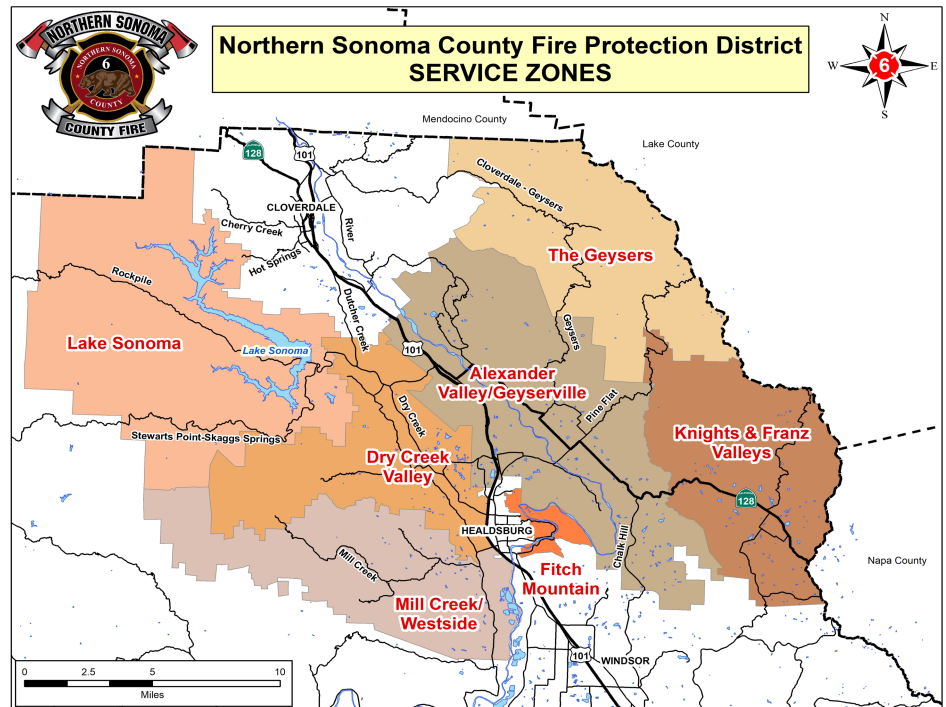 NORTHERN SONOMA
NORTHERN SONOMA
6
COUNTY
COUNTY FIRE
Northern Sonoma County Fire Protection District
SERVICE ZONES
N
W
6
E
S
Mendocino County
Lake County
128
101
Cloverdale - Geysers
CLOVERDALE
Cherry Creek
River
Hot Springs
The Geysers
Rockpile
Dutcher Creek
Geysers
Lake Sonoma
Lake Sonoma
101
Alexander
Valley/Geyserville
Dry Creek
Pine Flat
Stewarts Point-Skaggs Springs
Knights & Franz
Valleys
Dry Creek
Valley
128
HEALDSBURG
Chalk Hill
Mill Creek
Fitch
Mountain
Napa County
Mill Creek/
Westside
101
WINDSOR
0 2.5 5 10
Miles